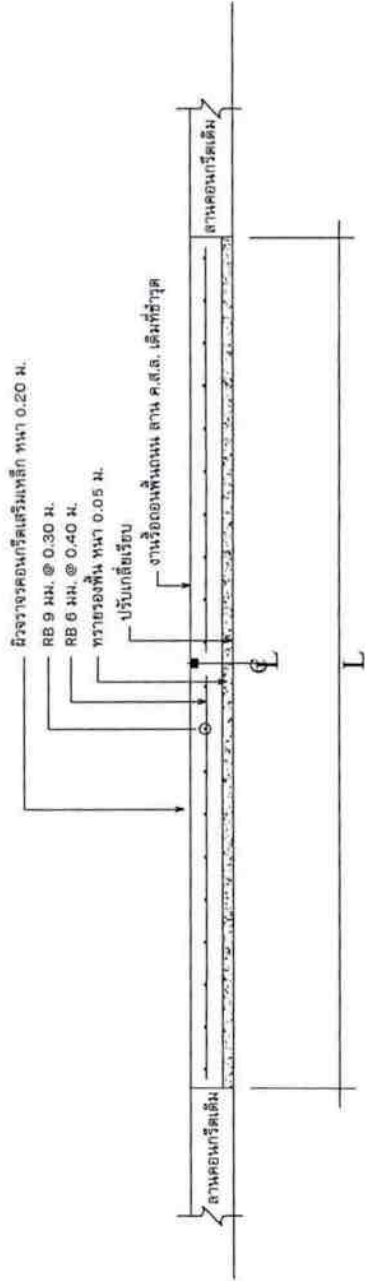 ผิวจราจรคอนกรีตเสริมเหล็ก หนา 0.20 ม.
RB 9 มม. @ 0.30 ม.
RB 6 มม. @ 0.40 ม.
ทรายรองพื้น หนา 0.05 ม.
ปรับเกลี่ยเรียบ
งานรื้อถอนพื้นถนน ลาน ค.ส.ล. เดิมที่ชำรุด
ลานคอนกรีตเดิม
ลานคอนกรีตเดิม
L